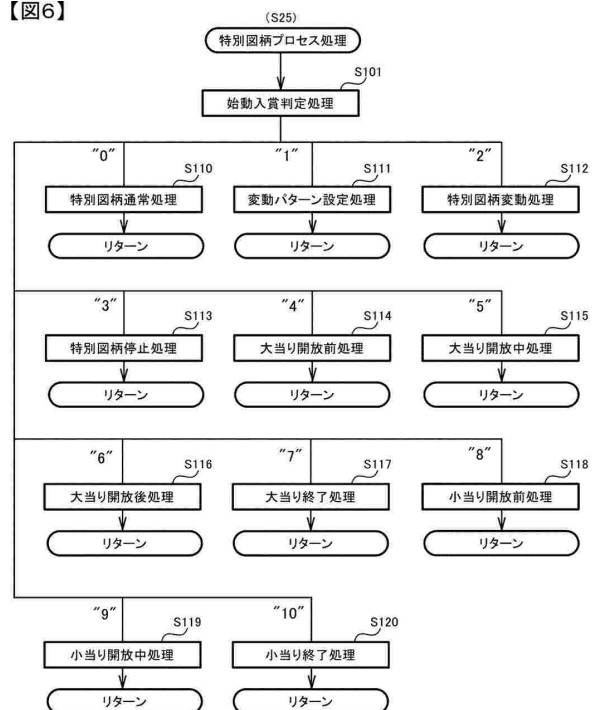 【図6】
(S25)
特別図柄プロセス処理
S101
始動入賞判定処理
"0"
"1"
"2"
S110
S111
S112
特別図柄通常処理
変動パターン設定処理
特別図柄変動処理
リターン
リターン
リターン
"3"
"4"
"5"
S113
S114
S115
特別図柄停止処理
大当り開放前処理
大当り開放中処理
リターン
リターン
リターン
"6"
"7"
"8"
S116
S117
S118
大当り開放後処理
大当り終了処理
小当り開放前処理
リターン
リターン
リターン
"9"
"10"
S119
S120
小当り開放中処理
小当り終了処理
リターン
リターン